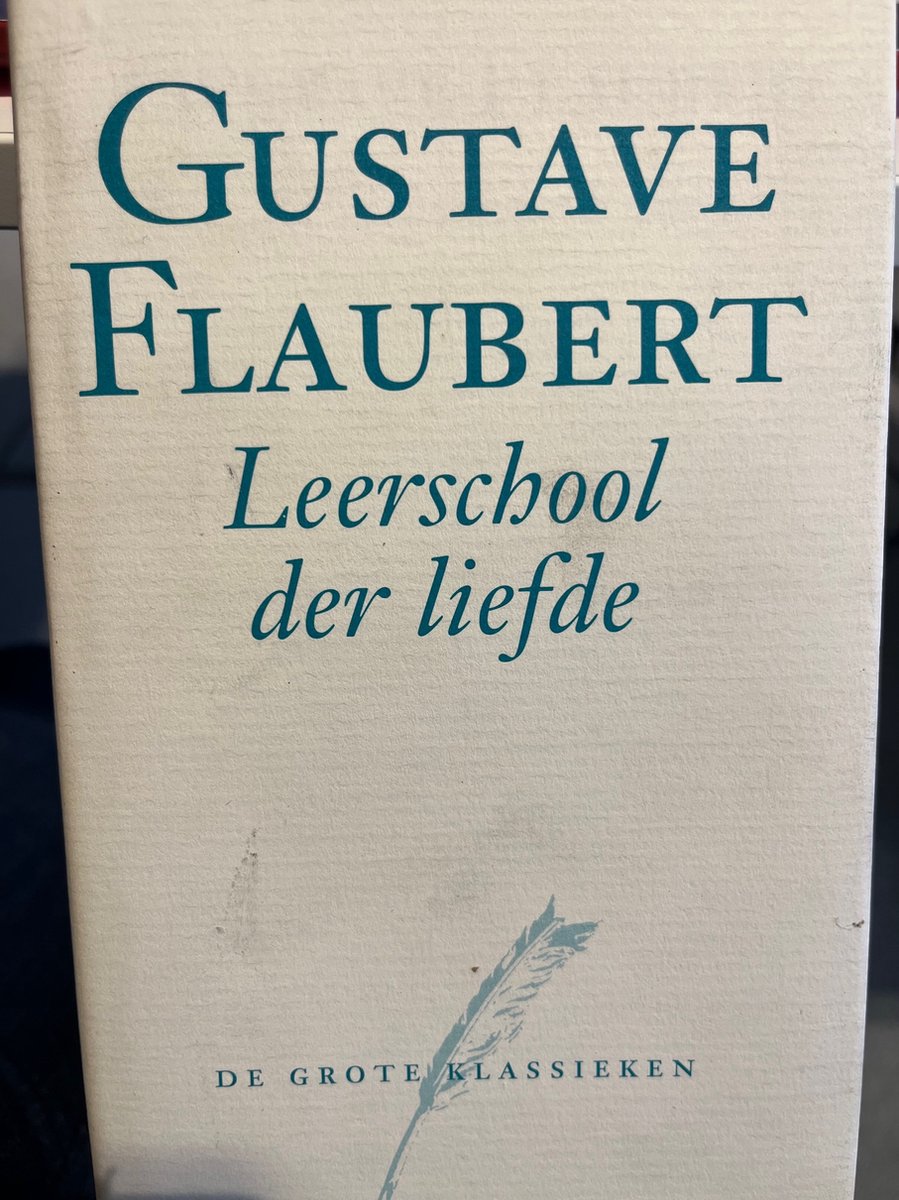 GUSTAVE
FLAUBERT
Leerschool
der liefde
DE GROTE KLASSIEKEN